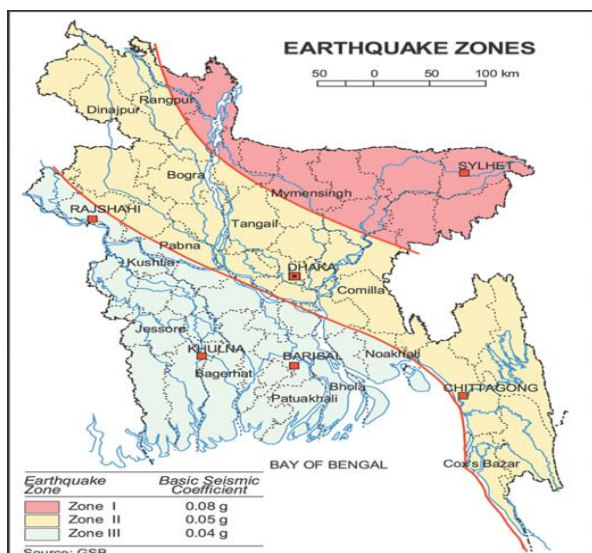 EARTHQUAKE ZONES
50 0 50 100 km
Rangpur
Dinajpur
SYLHET
Bogra
Mymensingh
RAJSHAHI
Tangail
Pabna
Kushtia
DHAKA
Comilla
Jessore
KHULNA
BARISAL
Noakhali
Bagerhat
Bhola
CHITTAGONG
Patuakhali
BAY OF BENGAL
Cox's Bazar
Earthquake Basic Seismic
Zone Coefficient
Zone I 0.08 g
Zone II 0.05 g
Zone III 0.04 g
Source: GSB